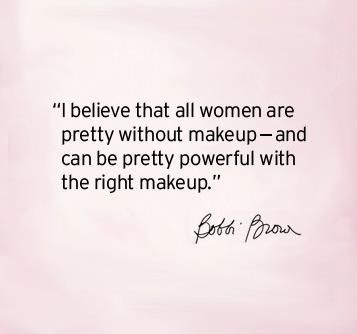 “I believe that all women are
pretty without makeup—and
can be pretty powerful with
the right makeup.”
Bobbi Brown